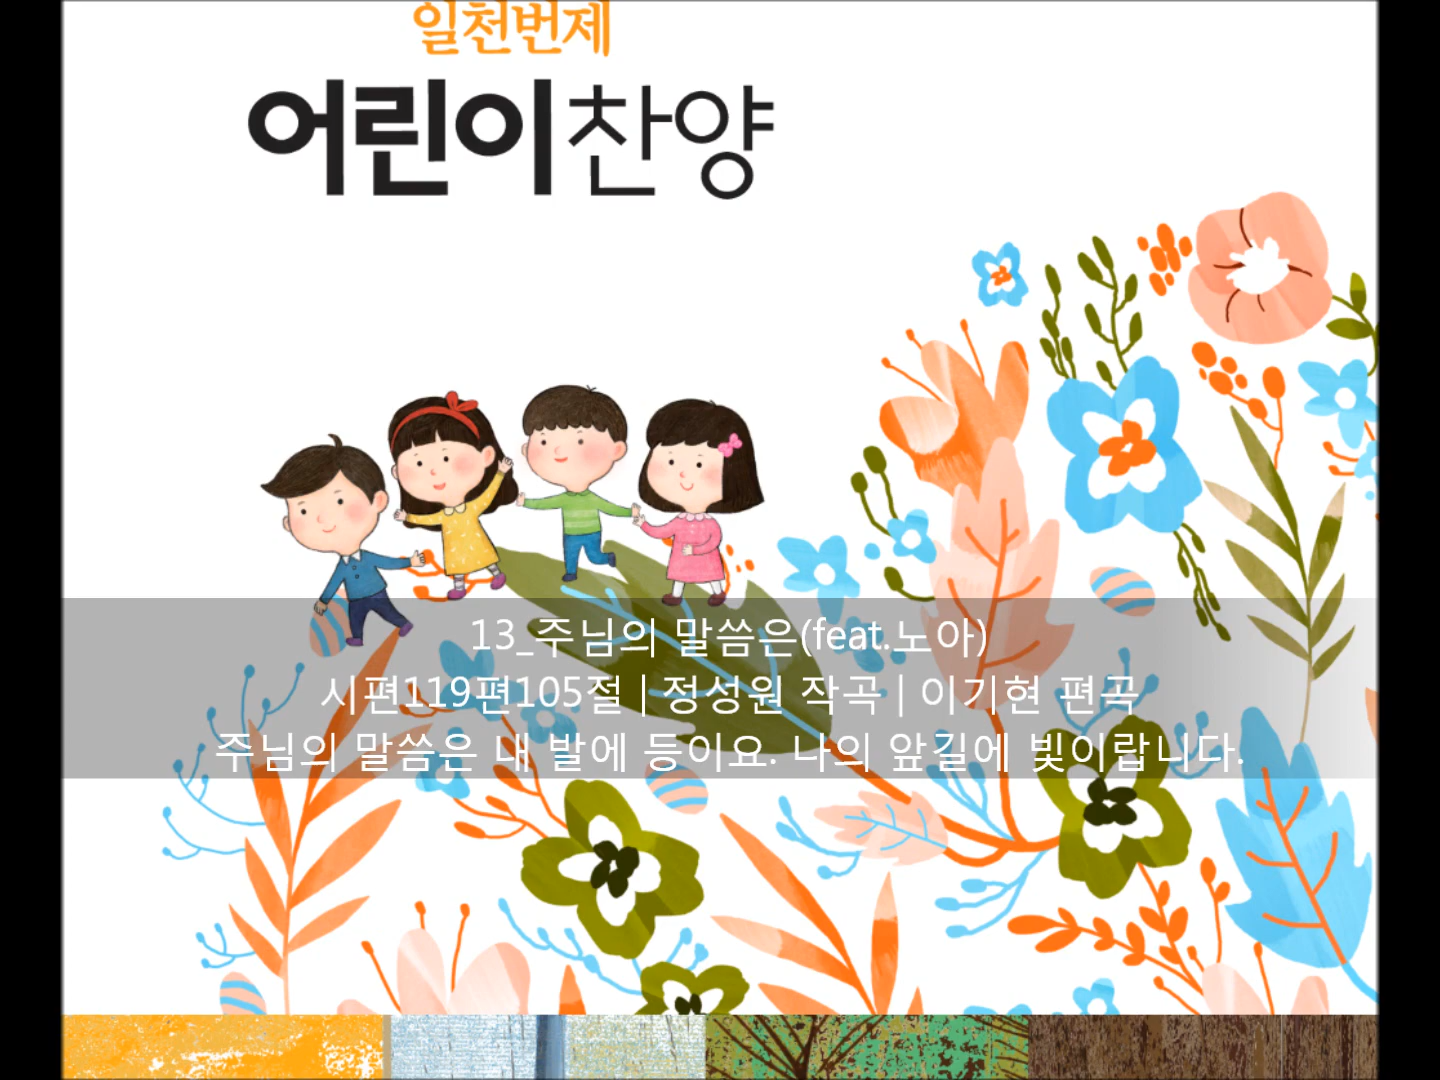 일천번제
어린이찬양
13_주님의 말씀은(feat.노아)
시편119편105절 | 정성원 작곡 | 이기현 편곡
주님의 말씀은 내 발에 등이요. 나의 앞길에 빛이랍니다.